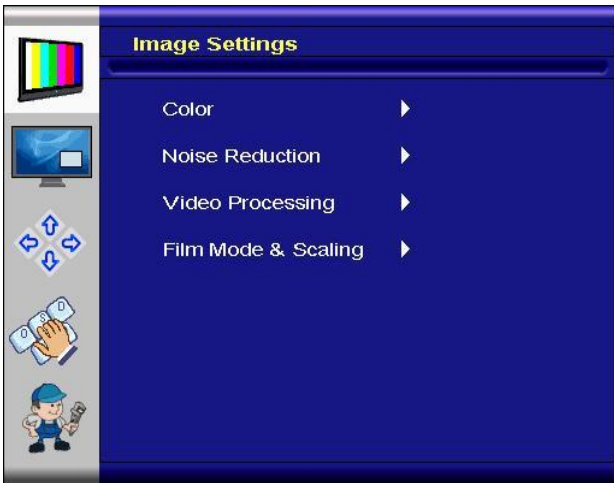 Image Settings
Color
Noise Reduction
Video Processing
Film Mode & Scaling
O S D